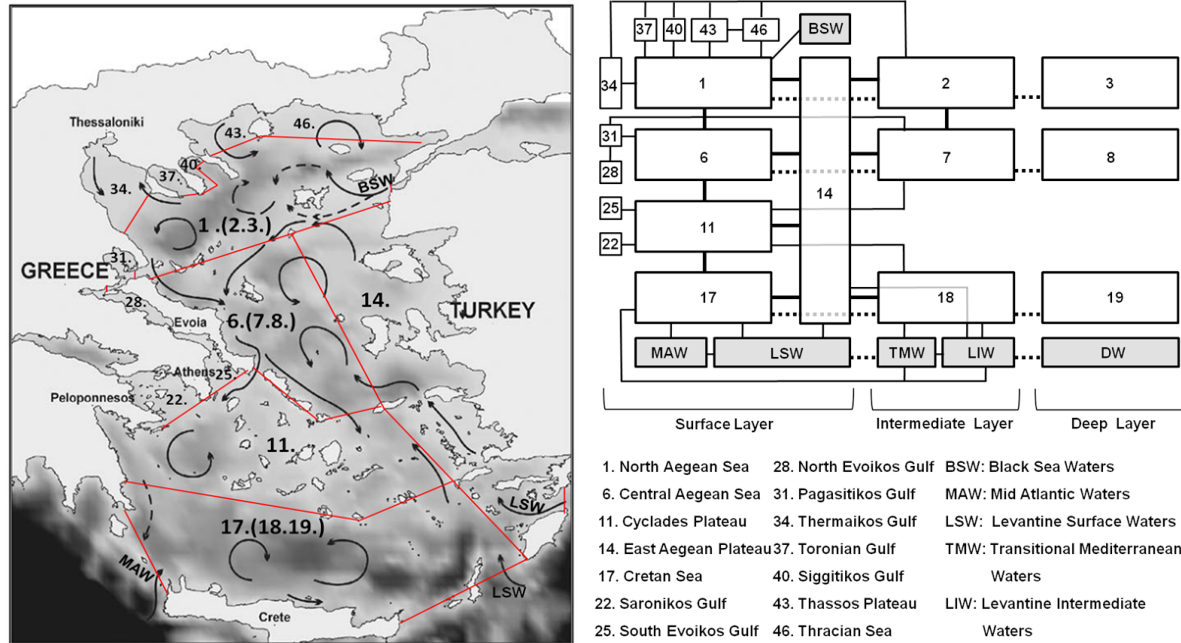 Thessaloniki
43.
46.
40.
37.
34.
BSW
1 .(2.3.)
31.
GREECE
28.
14.
TURKEY
Evoia
6.(7.8.)
Athens
25.
Peloponnesos
22.
11.
LSW
17.(18.19.)
MAW
LSW
Crete
37 40 43 46 BSW
34 1 2 3
31
6 7 8
28
14
25
11
22
17 18 19
MAW LSW TMW LIW DW
Surface Layer Intermediate Layer Deep Layer
1. North Aegean Sea 28. North Evoikos Gulf BSW: Black Sea Waters
6. Central Aegean Sea 31. Pagasitikos Gulf MAW: Mid Atlantic Waters
11. Cyclades Plateau 34. Thermaikos Gulf LSW: Levantine Surface Waters
14. East Aegean Plateau 37. Toronian Gulf TMW: Transitional Mediterranean
17. Cretan Sea 40. Siggitikos Gulf Waters
22. Saronikos Gulf 43. Thassos Plateau LIW: Levantine Intermediate
25. South Evoikos Gulf 46. Thracian Sea Waters